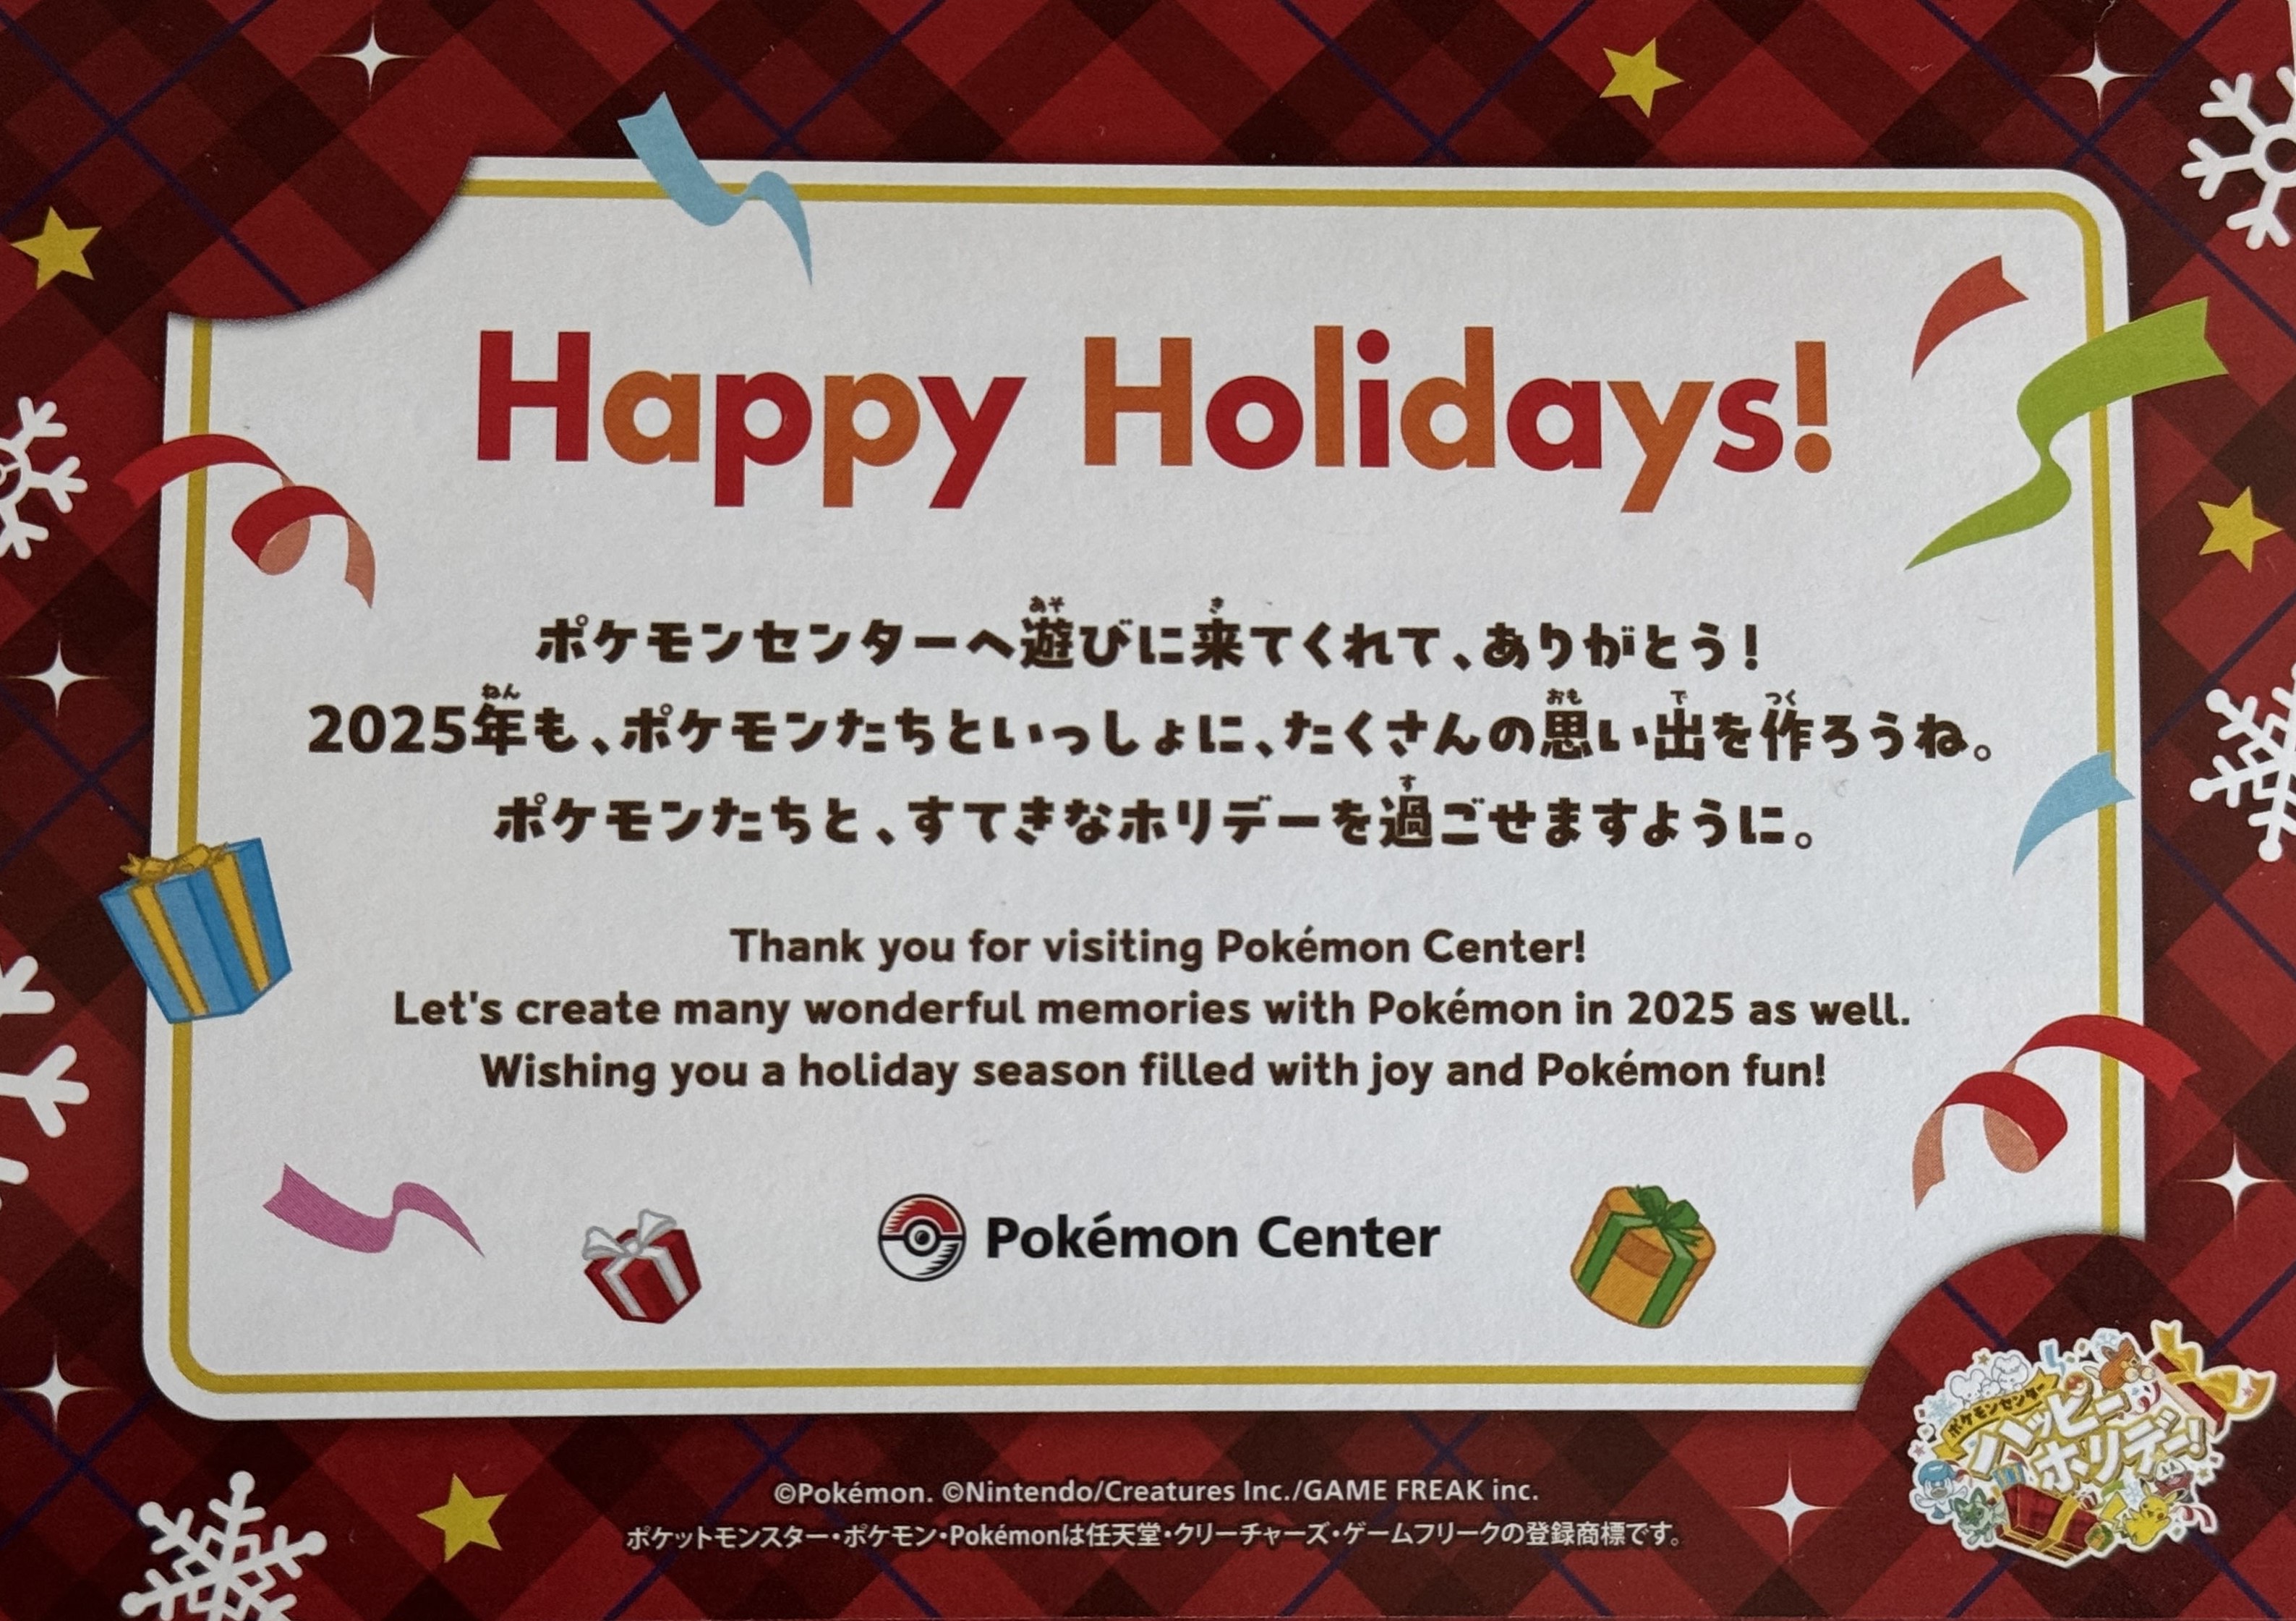 Happy Holidays!
ポケモンセンターへ遊びに来てくれて、ありがとう!
2025年も、ポケモンたちといっしょに、たくさんの思い出を作ろうね。
ポケモンたちと、すてきなホリデーを過ごせますように。
Thank you for visiting Pokémon Center!
Let's create many wonderful memories with Pokémon in 2025 as well.
Wishing you a holiday season filled with joy and Pokémon fun!
Pokémon Center
ポケモンセンター
ハッピー
ホリデー!
©Pokémon. ©Nintendo/Creatures Inc./GAME FREAK inc.
ポケットモンスター・ポケモン・Pokémonは任天堂・クリーチャーズ・ゲームフリークの登録商標です。